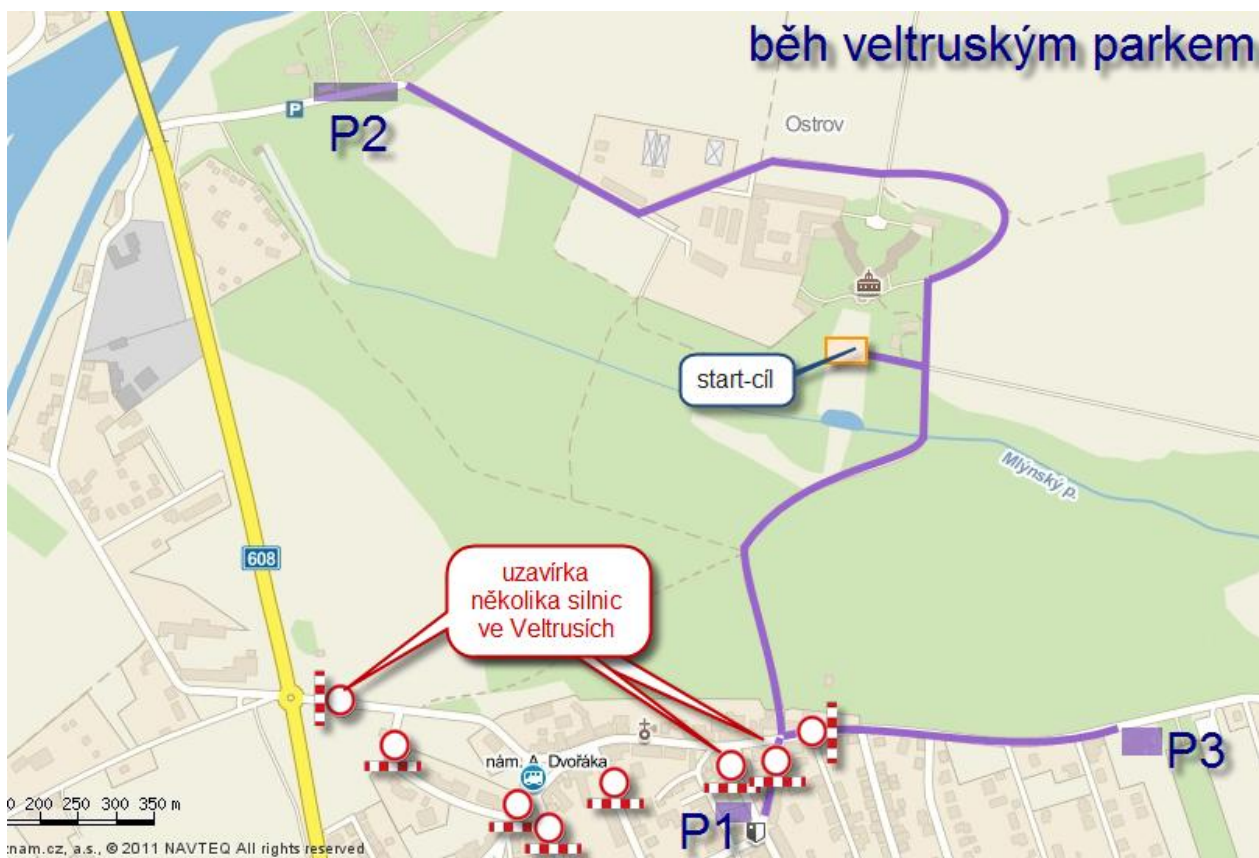 běh veltruským parkem
P
P2
Ostrov
start-cíl
Mlýnský p.
608
uzavírka
několika silnic
ve Veltrusích
nám. A. Dvořáka
P3
P1
0 200 250 300 350 m
nam.cz, a.s., © 2011 NAVTEQ All rights reserved